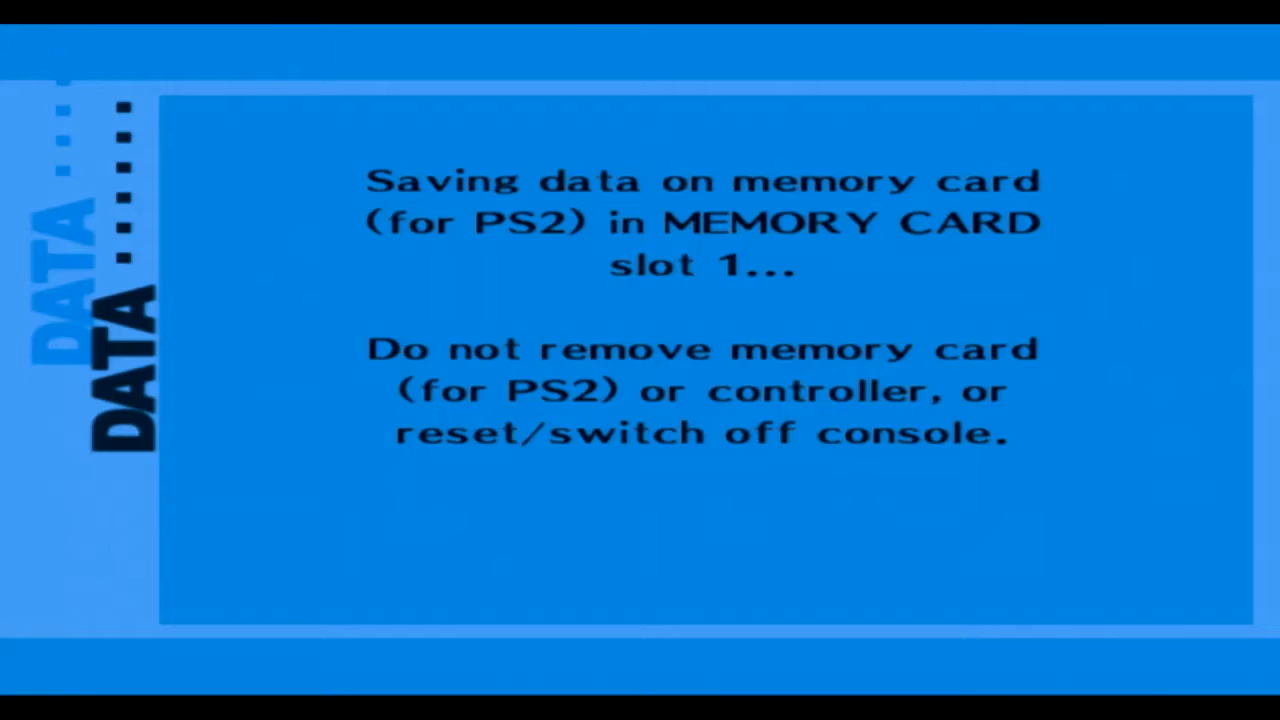 DATA ......
DATA ....
Saving data on memory card
(for PS2) in MEMORY CARD
slot 1...
Do not remove memory card
(for PS2) or controller, or
reset/switch off console.